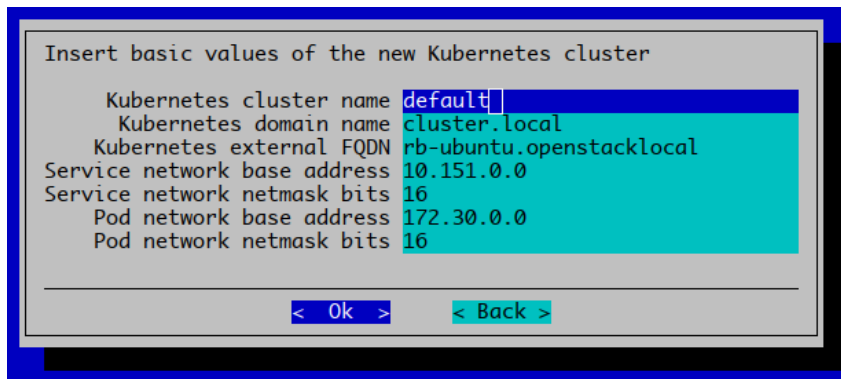 Insert basic values of the new Kubernetes cluster
Kubernetes cluster name default
Kubernetes domain name cluster.local
Kubernetes external FQDN rb-ubuntu.openstacklocal
Service network base address 10.151.0.0
Service network netmask bits 16
Pod network base address 172.30.0.0
Pod network netmask bits 16
< Ok > < Back >